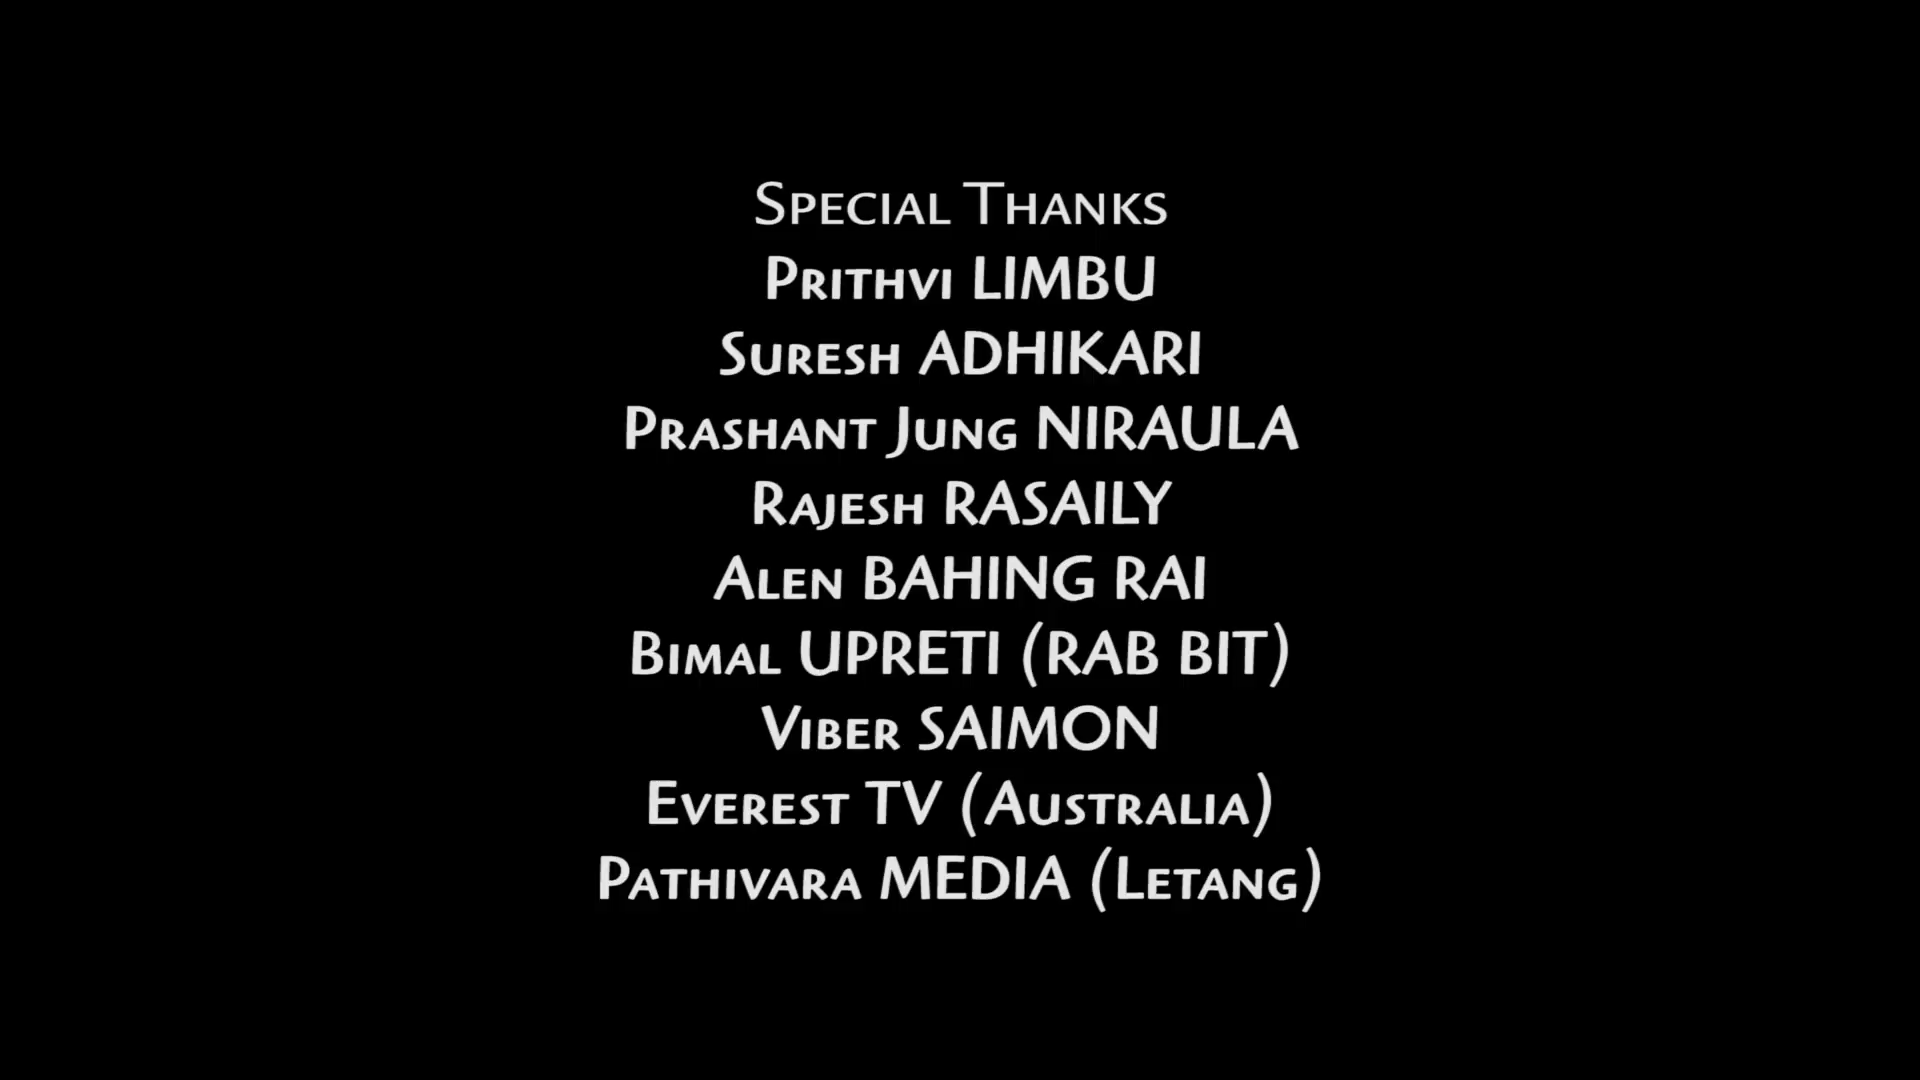 Special Thanks
Prithvi LIMBU
Suresh ADHIKARI
Prashant Jung NIRAULA
Rajesh RASAILY
Alen BAHING RAI
Bimal UPRETI (RAB BIT)
Viber SAIMON
Everest TV (Australia)
Pathivara MEDIA (Letang)